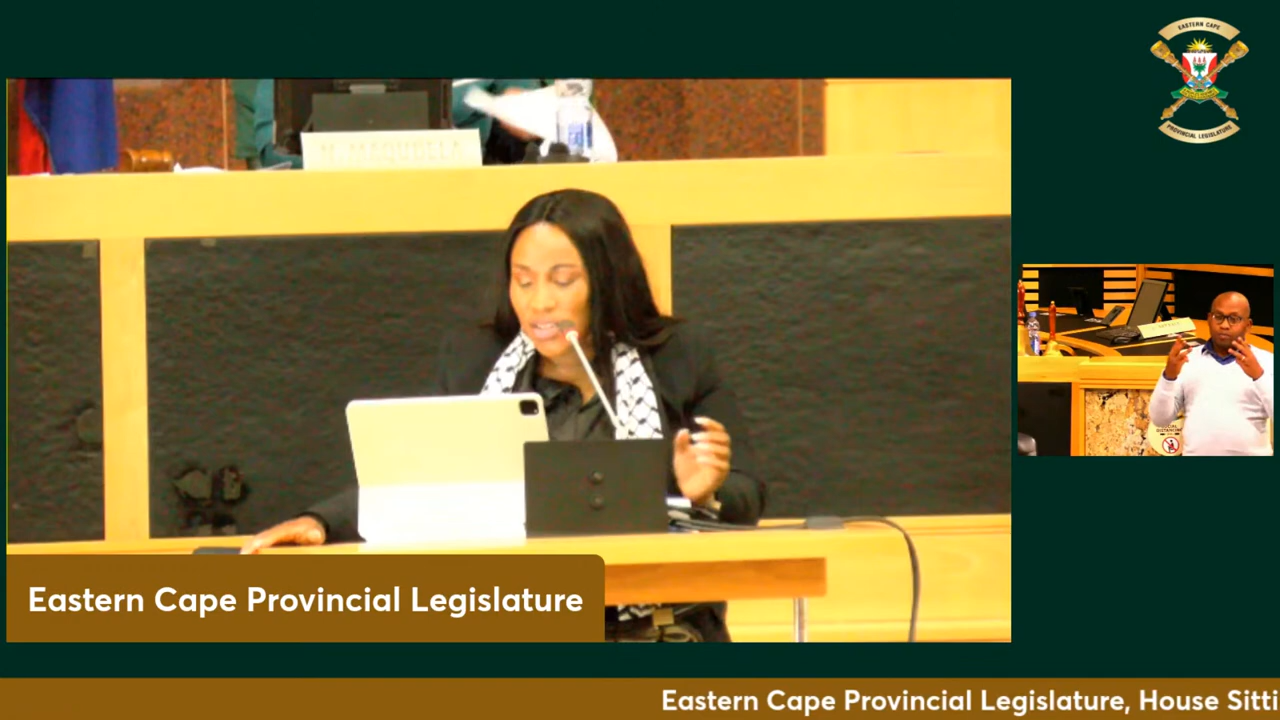 EASTERN CAPE
PROVINCIAL LEGISLATURE
Eastern Cape Provincial Legislature
Eastern Cape Provincial Legislature, House Sitti